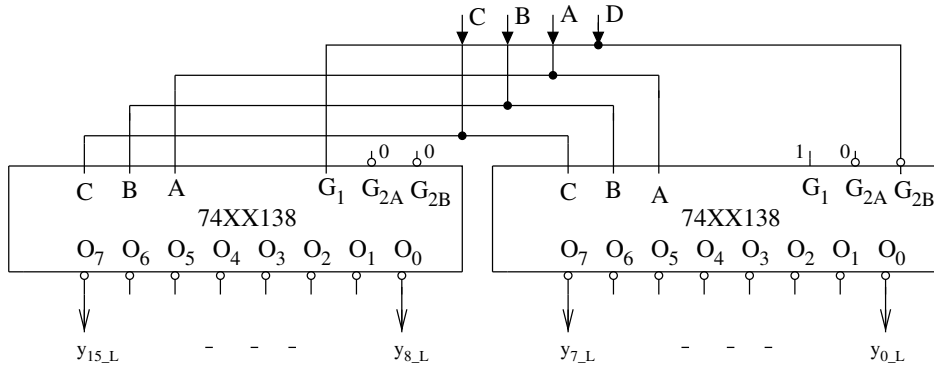 C B A D
0 0 1 0
C B A G1 G2A G2B C B A G1 G2A G2B
74XX138 74XX138
O7 O6 O5 O4 O3 O2 O1 O0 O7 O6 O5 O4 O3 O2 O1 O0
y15_L - - - y8_L y7_L - - - y0_L